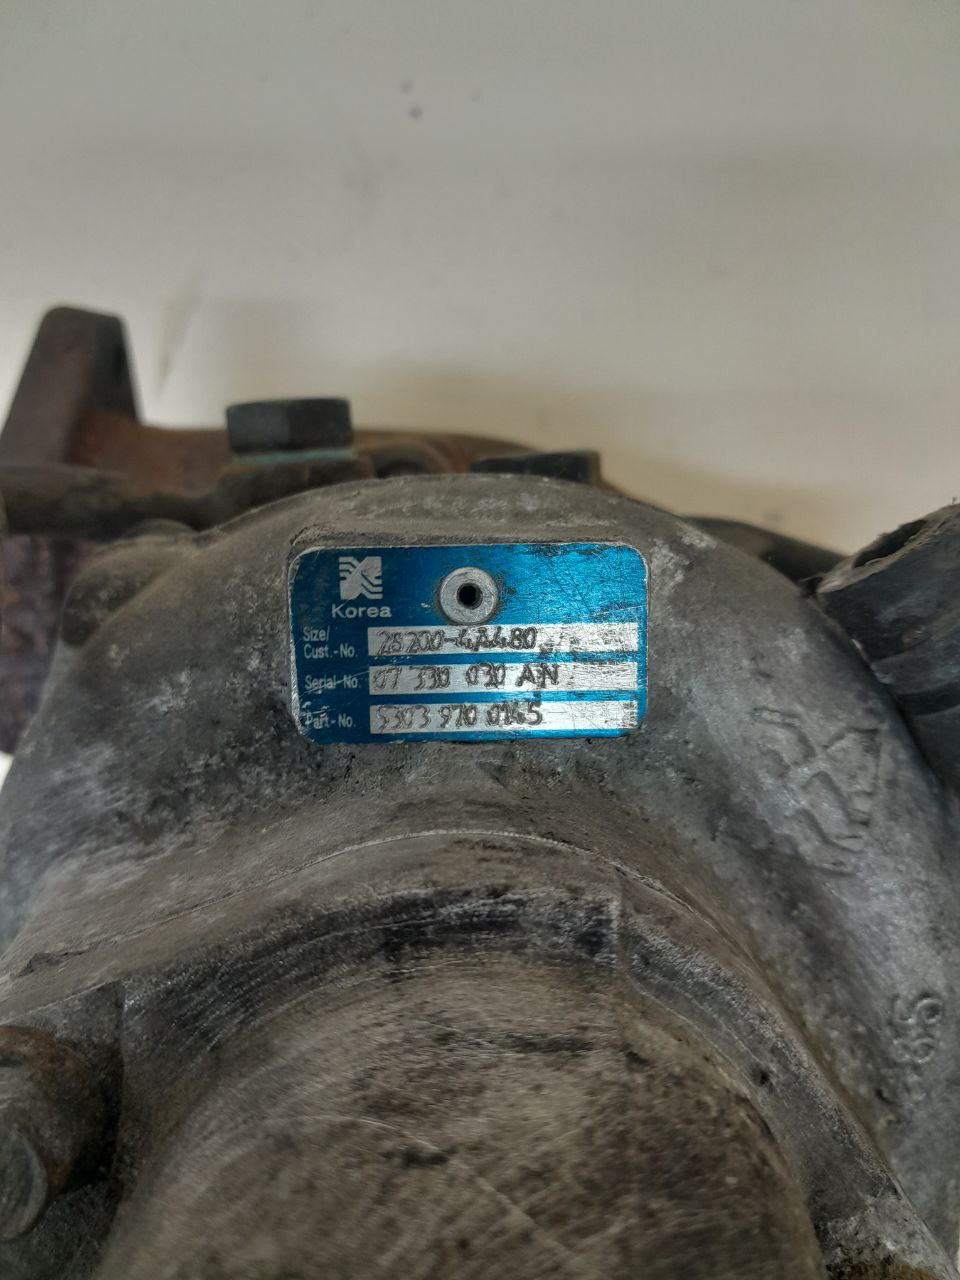 Korea
Size/
Cust.-No. 28200-4A480
Serial-No. 07 330 030 AN
Part-No. 5303 970 0145